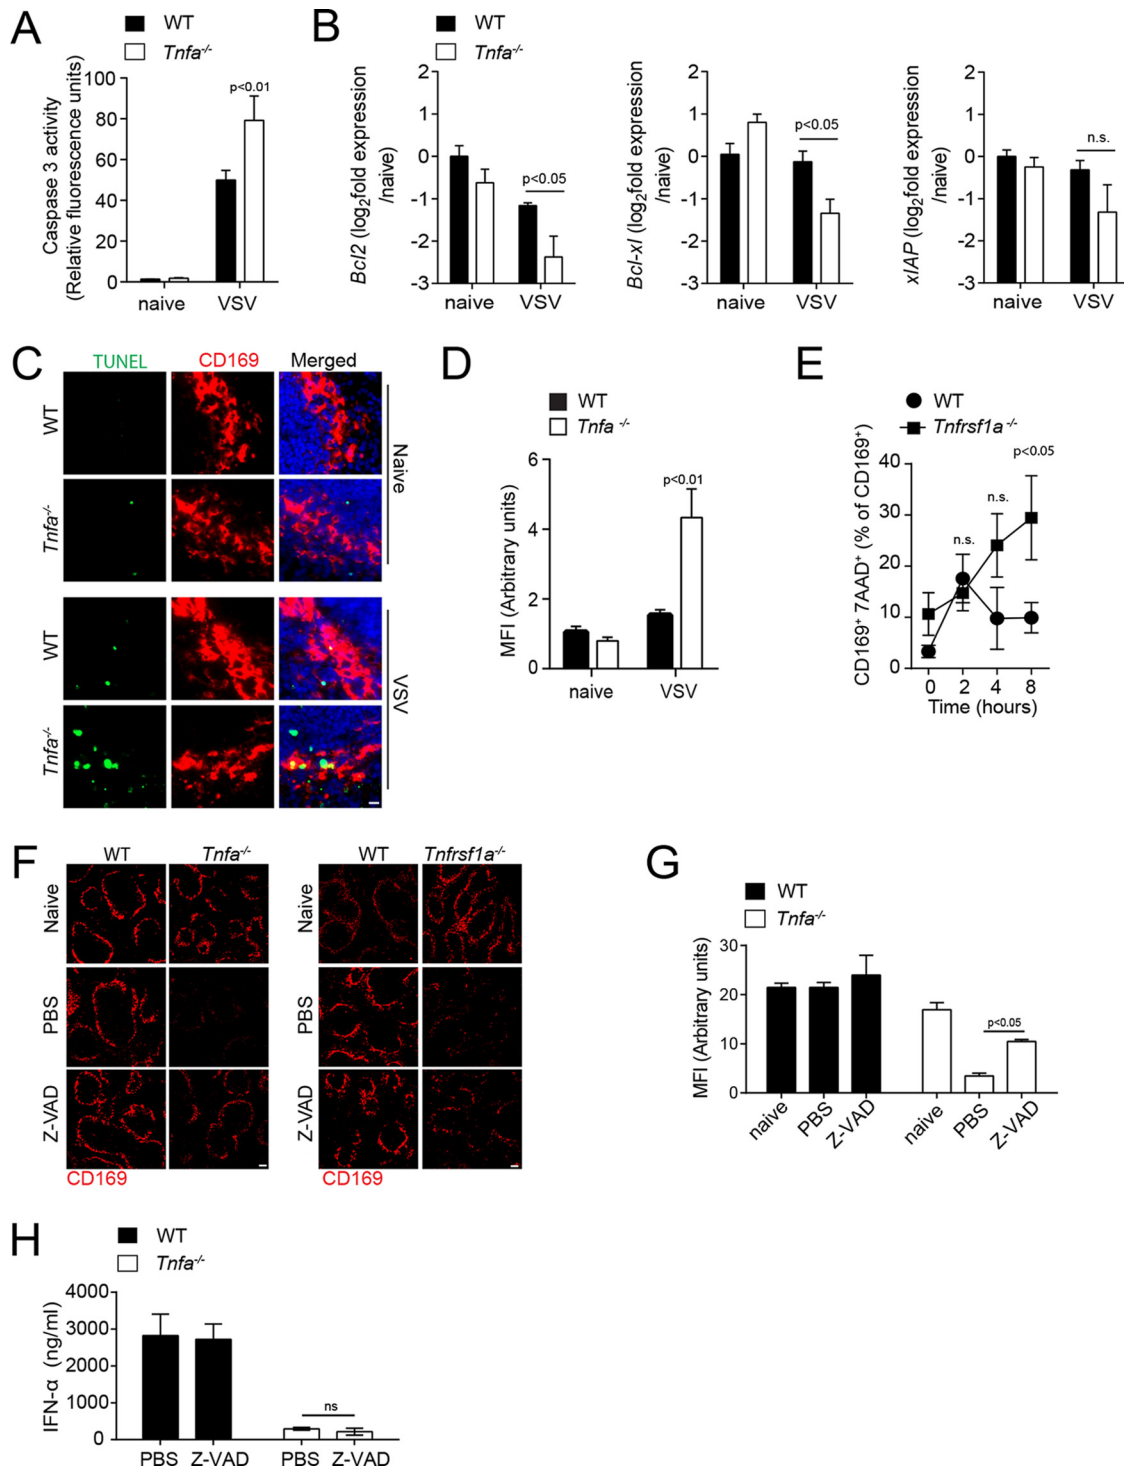 A
WT
Tnfa-/-
Caspase 3 activity
(Relative fluorescence units)
100
80
60
40
20
0
p<0.01
naive VSV
B
WT
Tnfa-/-
Bcl2 (log2fold expression
/naive)
2
1
0
-1
-2
-3
p<0.05
naive VSV
Bcl-xl (log2fold expression
/naive)
2
1
0
-1
-2
-3
p<0.05
naive VSV
xIAP (log2fold expression
/naive)
2
1
0
-1
-2
-3
n.s.
naive VSV
C
TUNEL CD169 Merged
WT
Tnfa-/-
Naive
WT
Tnfa-/-
VSV
D
WT
Tnfa -/-
MFI (Arbitrary units)
6
4
2
0
p<0.01
naive VSV
E
WT
Tnfrsf1a -/-
CD169+ 7AAD+ (% of CD169+)
40
30
20
10
0
n.s.
n.s.
p<0.05
0 2 4 8
Time (hours)
F
WT Tnfa-/-
Naive
PBS
Z-VAD
CD169
WT Tnfrsf1a-/-
Naive
PBS
Z-VAD
CD169
G
WT
Tnfa-/-
MFI (Arbitrary units)
30
20
10
0
p<0.05
naive PBS Z-VAD naive PBS Z-VAD
H
WT
Tnfa-/-
IFN-α (ng/ml)
4000
3000
2000
1000
0
ns
PBS Z-VAD PBS Z-VAD